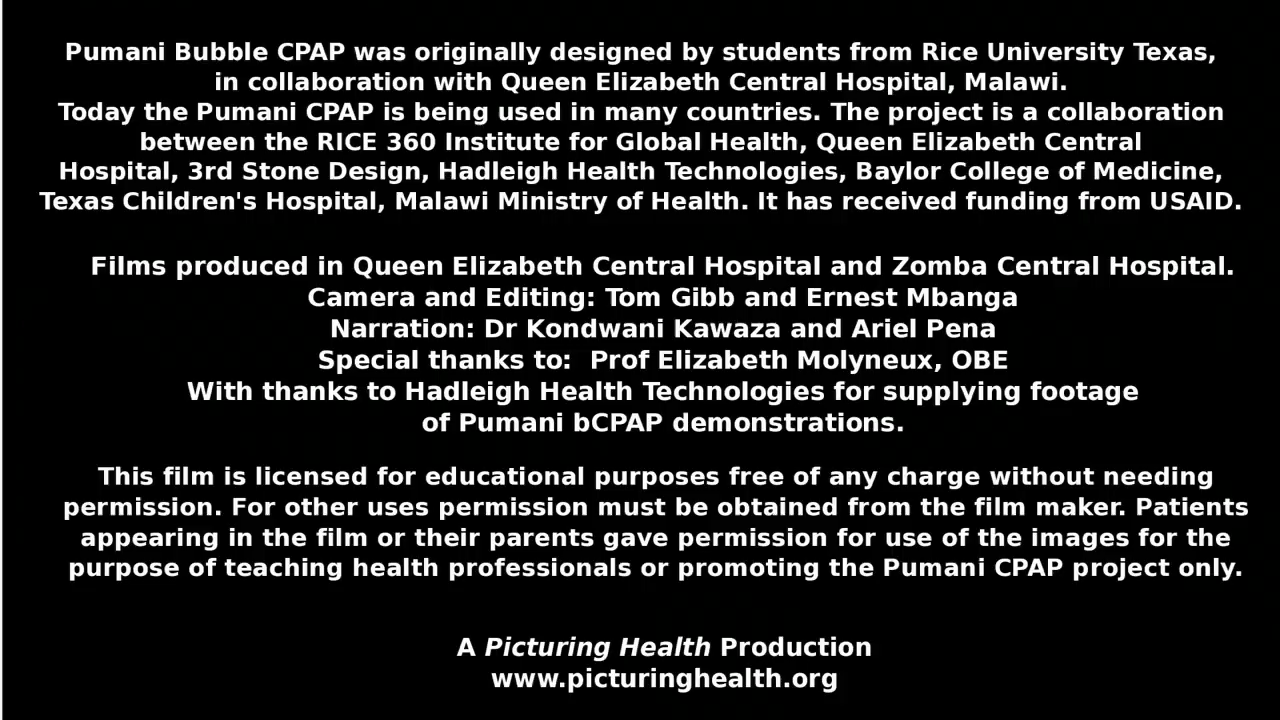 Pumani Bubble CPAP was originally designed by students from Rice University Texas,
in collaboration with Queen Elizabeth Central Hospital, Malawi.
Today the Pumani CPAP is being used in many countries. The project is a collaboration
between the RICE 360 Institute for Global Health, Queen Elizabeth Central
Hospital, 3rd Stone Design, Hadleigh Health Technologies, Baylor College of Medicine,
Texas Children's Hospital, Malawi Ministry of Health. It has received funding from USAID.
Films produced in Queen Elizabeth Central Hospital and Zomba Central Hospital.
Camera and Editing: Tom Gibb and Ernest Mbanga
Narration: Dr Kondwani Kawaza and Ariel Pena
Special thanks to:  Prof Elizabeth Molyneux, OBE
With thanks to Hadleigh Health Technologies for supplying footage
of Pumani bCPAP demonstrations.
This film is licensed for educational purposes free of any charge without needing
permission. For other uses permission must be obtained from the film maker. Patients
appearing in the film or their parents gave permission for use of the images for the
purpose of teaching health professionals or promoting the Pumani CPAP project only.
A Picturing Health Production
www.picturinghealth.org